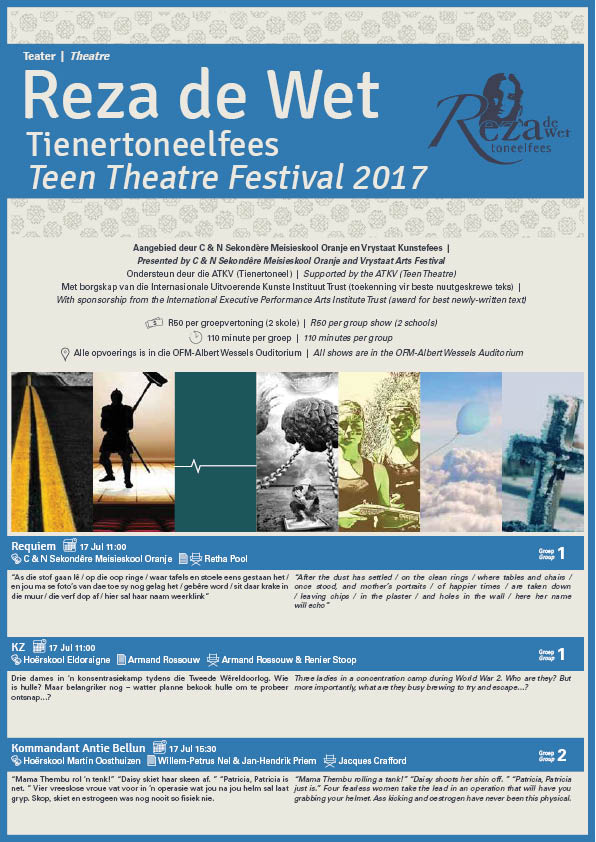 Teater | Theatre
Reza de Wet
Tienertoneelfees
Teen Theatre Festival 2017
Reza de Wet
toneelfees
Aangebied deur C & N Sekondêre Meisieskool Oranje en Vrystaat Kunstefees |
Presented by C & N Sekondêre Meisieskool Oranje and Vrystaat Arts Festival
Ondersteun deur die ATKV (Tienertoneel) | Supported by the ATKV (Teen Theatre)
Met borgskap van die Internasionale Uitvoerende Kunste Instituut Trust (toekenning vir beste nuutgeskrewe teks) |
With sponsorship from the International Executive Performance Arts Institute Trust (award for best newly-written text)
R50 per groepvertoning (2 skole) | R50 per group show (2 schools)
110 minute per groep | 110 minutes per group
Alle opvoerings is in die OFM-Albert Wessels Ouditorium | All shows are in the OFM-Albert Wessels Auditorium
Requiem 17 Jul 11:00
C & N Sekondêre Meisieskool Oranje Retha Pool
Groep
Group 1
"As die stof gaan lê / op die oop ringe / waar tafels en stoele eens gestaan het /
en jou ma se foto's van dae toe sy nog gelag het / gebêre word / sit daar krake in
die muur / die verf dop af / hier sal haar naam weerklink"
"After the dust has settled / on the clean rings / where tables and chairs /
once stood, and mother's portraits / of happier times / are taken down
/ leaving chips / in the plaster / and holes in the wall / here her name
will echo"
KZ 17 Jul 11:00
Hoërskool Eldoraigne Armand Rossouw Armand Rossouw & Renier Stoop
Groep
Group 1
Drie dames in 'n konsentrasiekamp tydens die Tweede Wêreldoorlog. Wie
is hulle? Maar belangriker nog – watter planne bekook hulle om te probeer
ontsnap...?
Three ladies in a concentration camp during World War 2. Who are they? But
more importantly, what are they busy brewing to try and escape...?
Kommandant Antie Bellun 17 Jul 15:30
Hoërskool Martin Oosthuizen Willem-Petrus Nel & Jan-Hendrik Priem Jacques Crafford
Groep
Group 2
"Mama Thembu rol 'n tenk!" "Daisy skiet haar skeen af. " "Patricia, Patricia is
net. " Vier vreeslose vroue vat voor in 'n operasie wat jou na jou helm sal laat
gryp. Skop, skiet en estrogeen was nog nooit so fisiek nie.
"Mama Thembu rolling a tank!" "Daisy shoots her shin off. " "Patricia, Patricia
just is." Four fearless women take the lead in an operation that will have you
grabbing your helmet. Ass kicking and oestrogen have never been this physical.